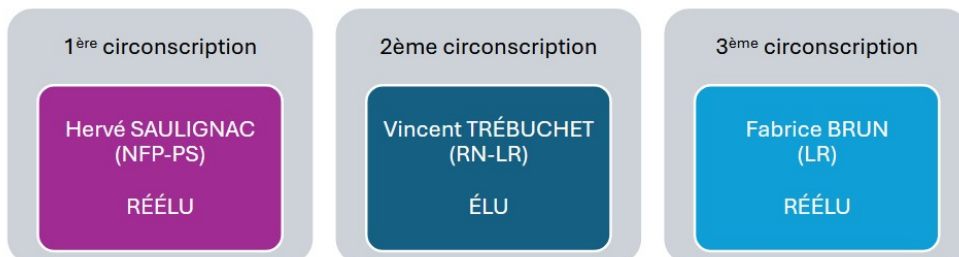 1ère circonscription
Hervé SAULIGNAC
(NFP-PS)
RÉÉLU
2ème circonscription
Vincent TRÉBUCHET
(RN-LR)
ÉLU
3ème circonscription
Fabrice BRUN
(LR)
RÉÉLU